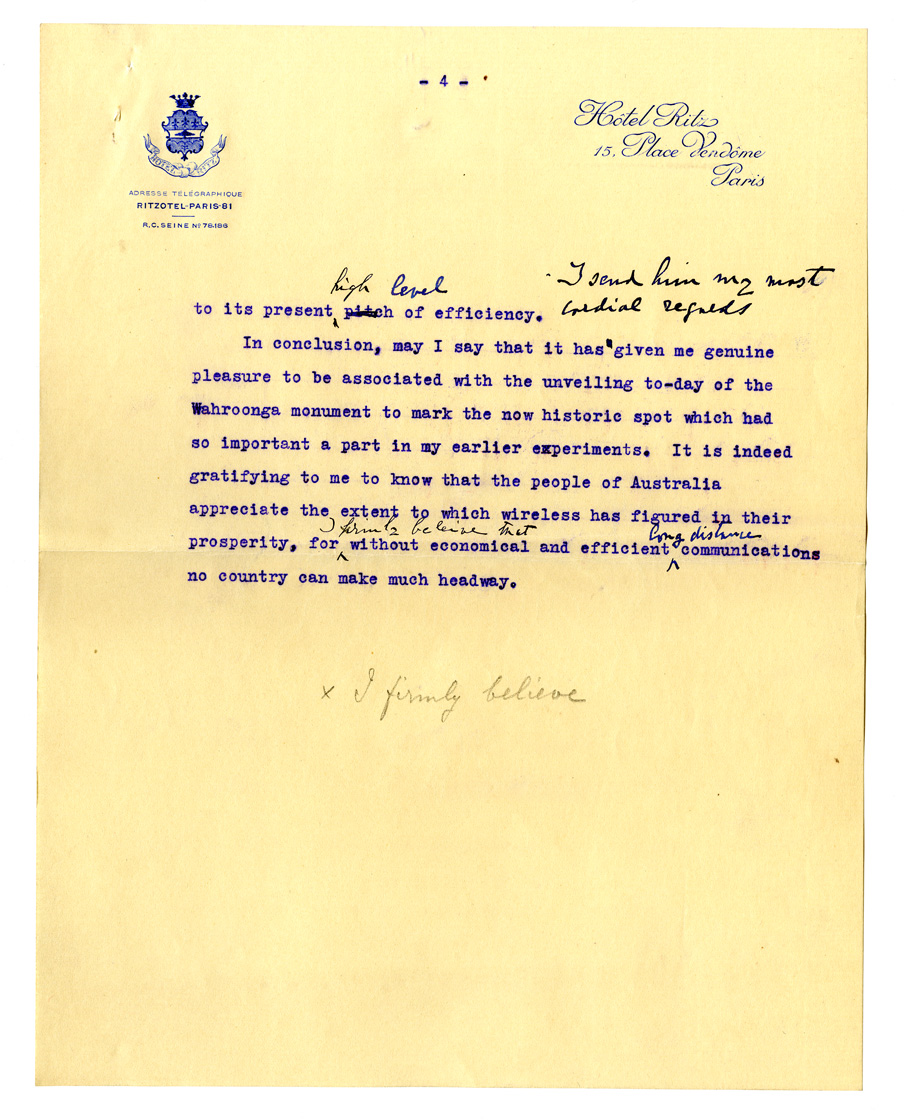 - 4 -
HOTEL RITZ
ADRESSE TÉLÉGRAPHIQUE
RITZOTEL-PARIS-81
R.C. SEINE Nº 78.186
Hôtel Ritz
15, Place Vendôme
Paris
high level
I send him my most
to its present pitch of efficiency. cordial regards
In conclusion, may I say that it has given me genuine
pleasure to be associated with the unveiling to-day of the
Wahroonga monument to mark the now historic spot which had
so important a part in my earlier experiments. It is indeed
gratifying to me to know that the people of Australia
appreciate the extent to which wireless has figured in their
I firmly beleive that long distance
prosperity, for without economical and efficient communications
no country can make much headway.
x I firmly believe